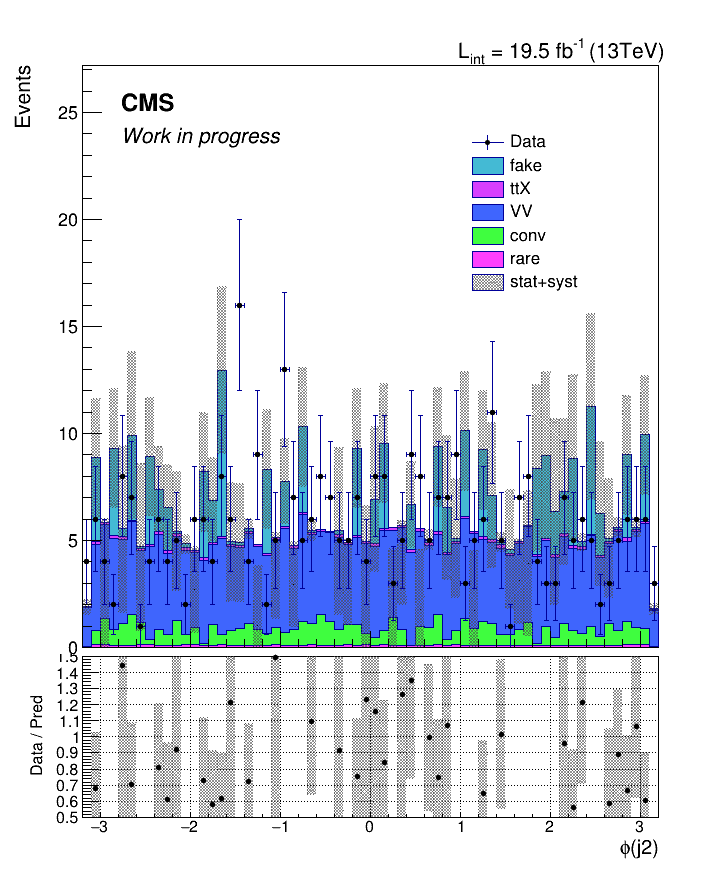 L_int = 19.5 fb^-1 (13TeV)
Events
CMS
Work in progress
Data
fake
ttX
VV
conv
rare
stat+syst
25
20
15
10
5
0
Data / Pred
1.5
1.4
1.3
1.2
1.1
1
0.9
0.8
0.7
0.6
0.5
−3 −2 −1 0 1 2 3
ϕ(j2)